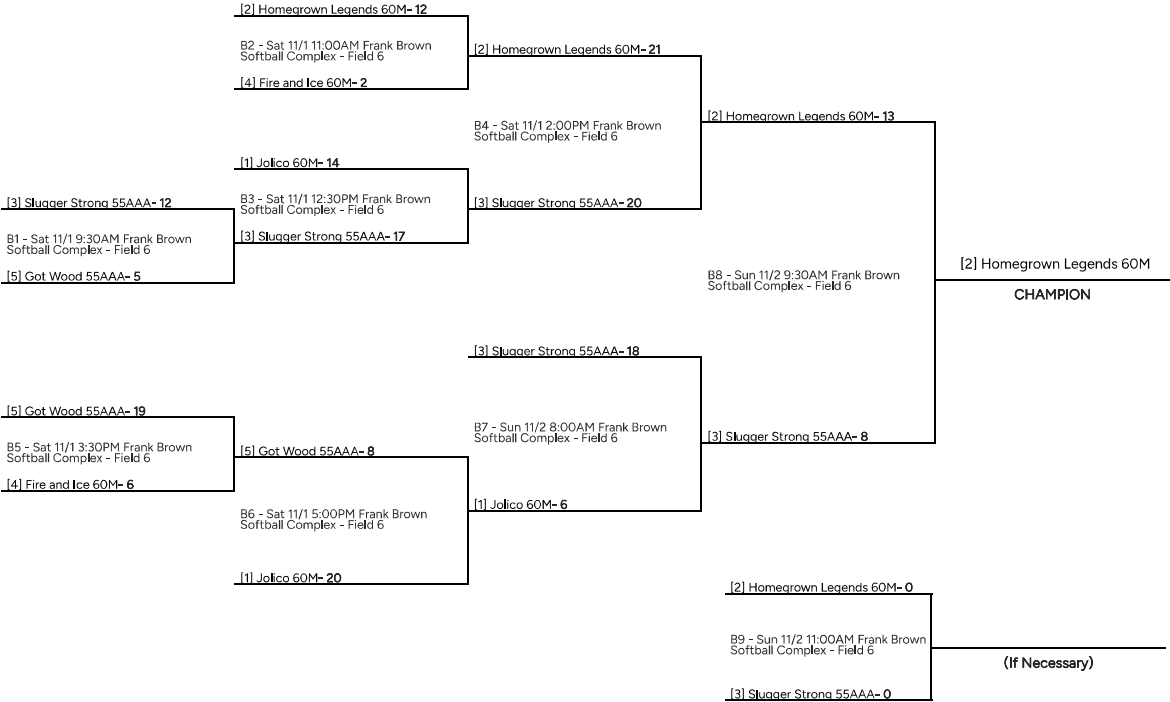 [2] Homegrown Legends 60M- 12
B2 - Sat 11/1 11:00AM Frank Brown
Softball Complex - Field 6
[4] Fire and Ice 60M- 2
[2] Homegrown Legends 60M- 21
B4 - Sat 11/1 2:00PM Frank Brown
Softball Complex - Field 6
[2] Homegrown Legends 60M- 13
[1] Jolico 60M- 14
B3 - Sat 11/1 12:30PM Frank Brown
Softball Complex - Field 6
[3] Slugger Strong 55AAA- 17
[3] Slugger Strong 55AAA- 12
B1 - Sat 11/1 9:30AM Frank Brown
Softball Complex - Field 6
[5] Got Wood 55AAA- 5
[3] Slugger Strong 55AAA- 20
B8 - Sun 11/2 9:30AM Frank Brown
Softball Complex - Field 6
[2] Homegrown Legends 60M
CHAMPION
[3] Slugger Strong 55AAA- 18
B7 - Sun 11/2 8:00AM Frank Brown
Softball Complex - Field 6
[3] Slugger Strong 55AAA- 8
[5] Got Wood 55AAA- 19
B5 - Sat 11/1 3:30PM Frank Brown
Softball Complex - Field 6
[4] Fire and Ice 60M- 6
[5] Got Wood 55AAA- 8
B6 - Sat 11/1 5:00PM Frank Brown
Softball Complex - Field 6
[1] Jolico 60M- 20
[1] Jolico 60M- 6
[2] Homegrown Legends 60M- 0
B9 - Sun 11/2 11:00AM Frank Brown
Softball Complex - Field 6
[3] Slugger Strong 55AAA- 0
(If Necessary)